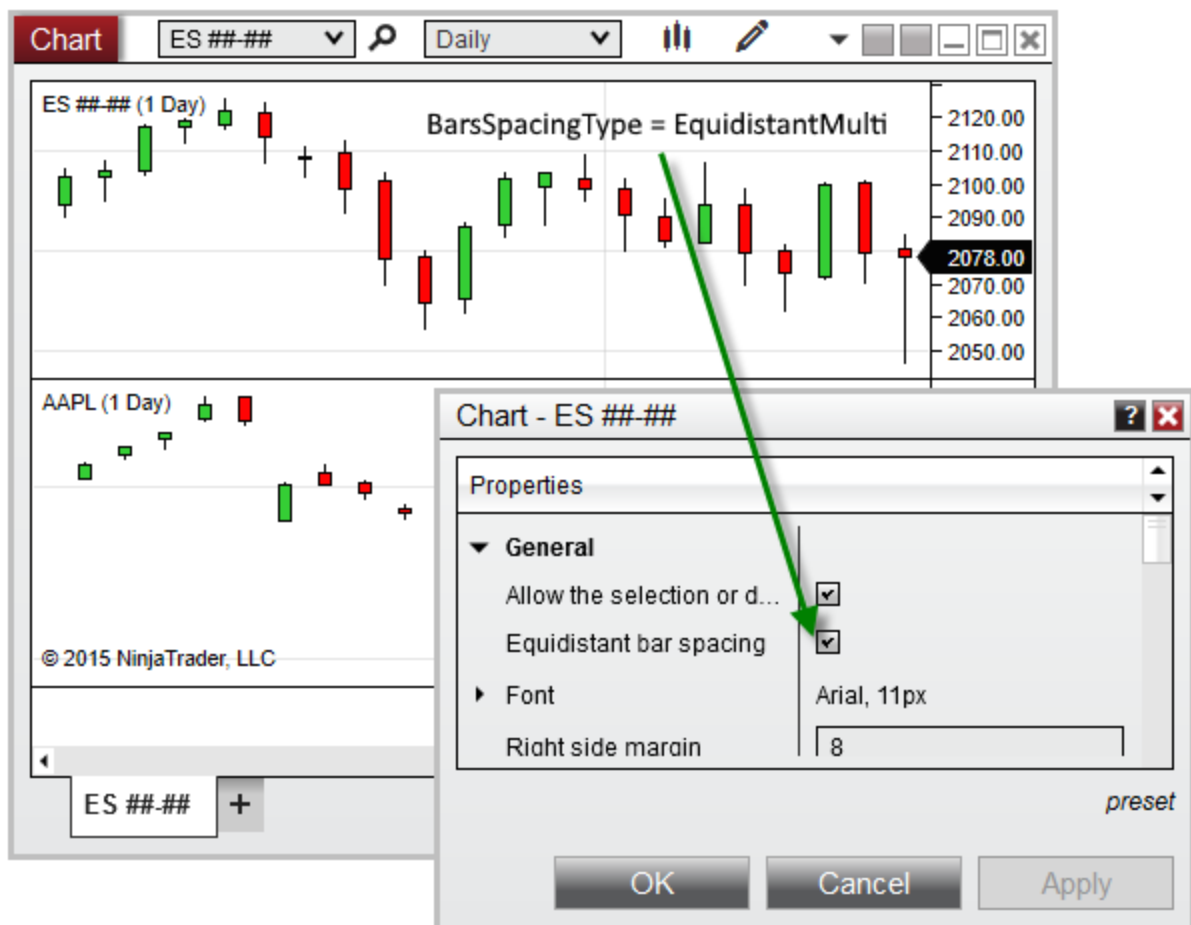 Chart ES ##-## Daily
ES ##-## (1 Day)
BarsSpacingType = EquidistantMulti
2120.00
2110.00
2100.00
2090.00
2078.00
2070.00
2060.00
2050.00
AAPL (1 Day)
© 2015 NinjaTrader, LLC
ES ##-## +
Chart - ES ##-## ?
Properties
General
Allow the selection or d...
Equidistant bar spacing
Font Arial, 11px
Right side margin 8
preset
OK Cancel Apply